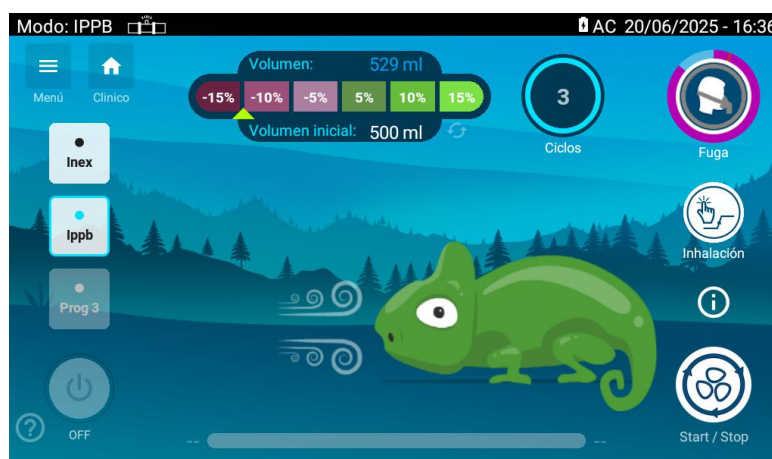 Modo: IPPB
AC 20/06/2025 - 16:36
Menú
Clinico
Volumen: 529 ml
-15% -10% -5% 5% 10% 15%
Volumen inicial: 500 ml
3
Ciclos
Fuga
Inex
Ippb
Prog 3
Inhalación
OFF
?
-- --
Start / Stop